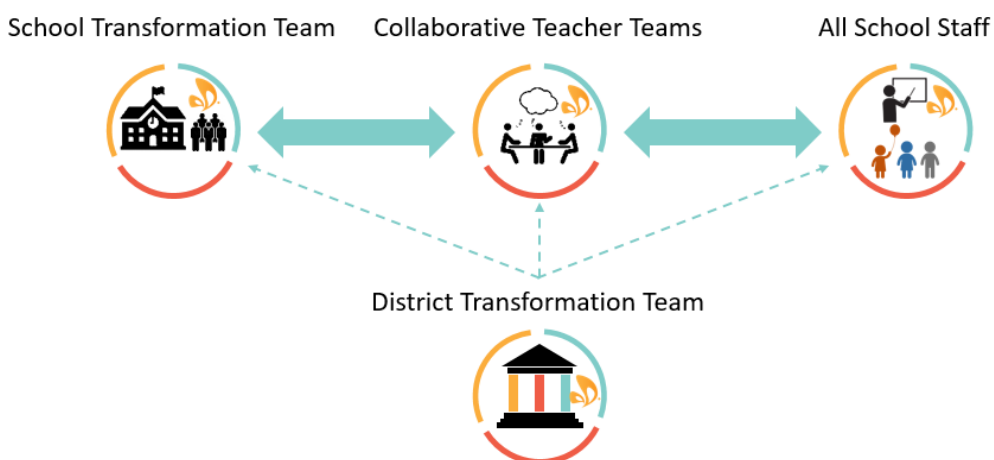 School Transformation Team
Collaborative Teacher Teams
All School Staff
District Transformation Team